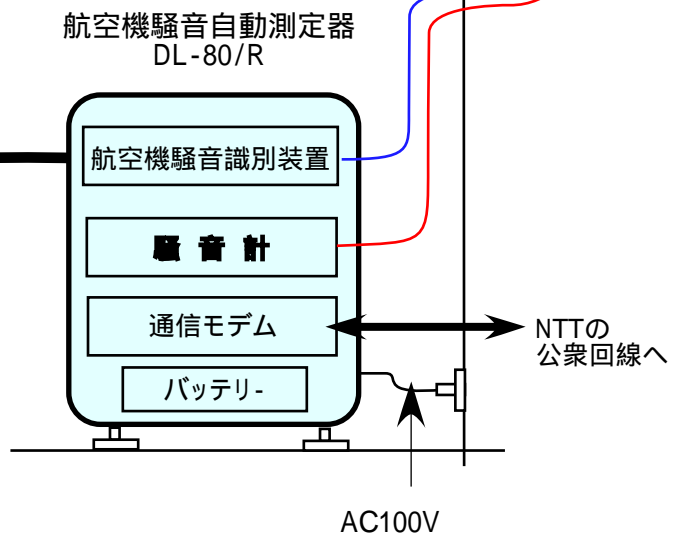 航空機騒音自動測定器
DL-80/R
航空機騒音識別装置
騒音計
通信モデム
バッテリ-
NTTの
公衆回線へ
AC100V